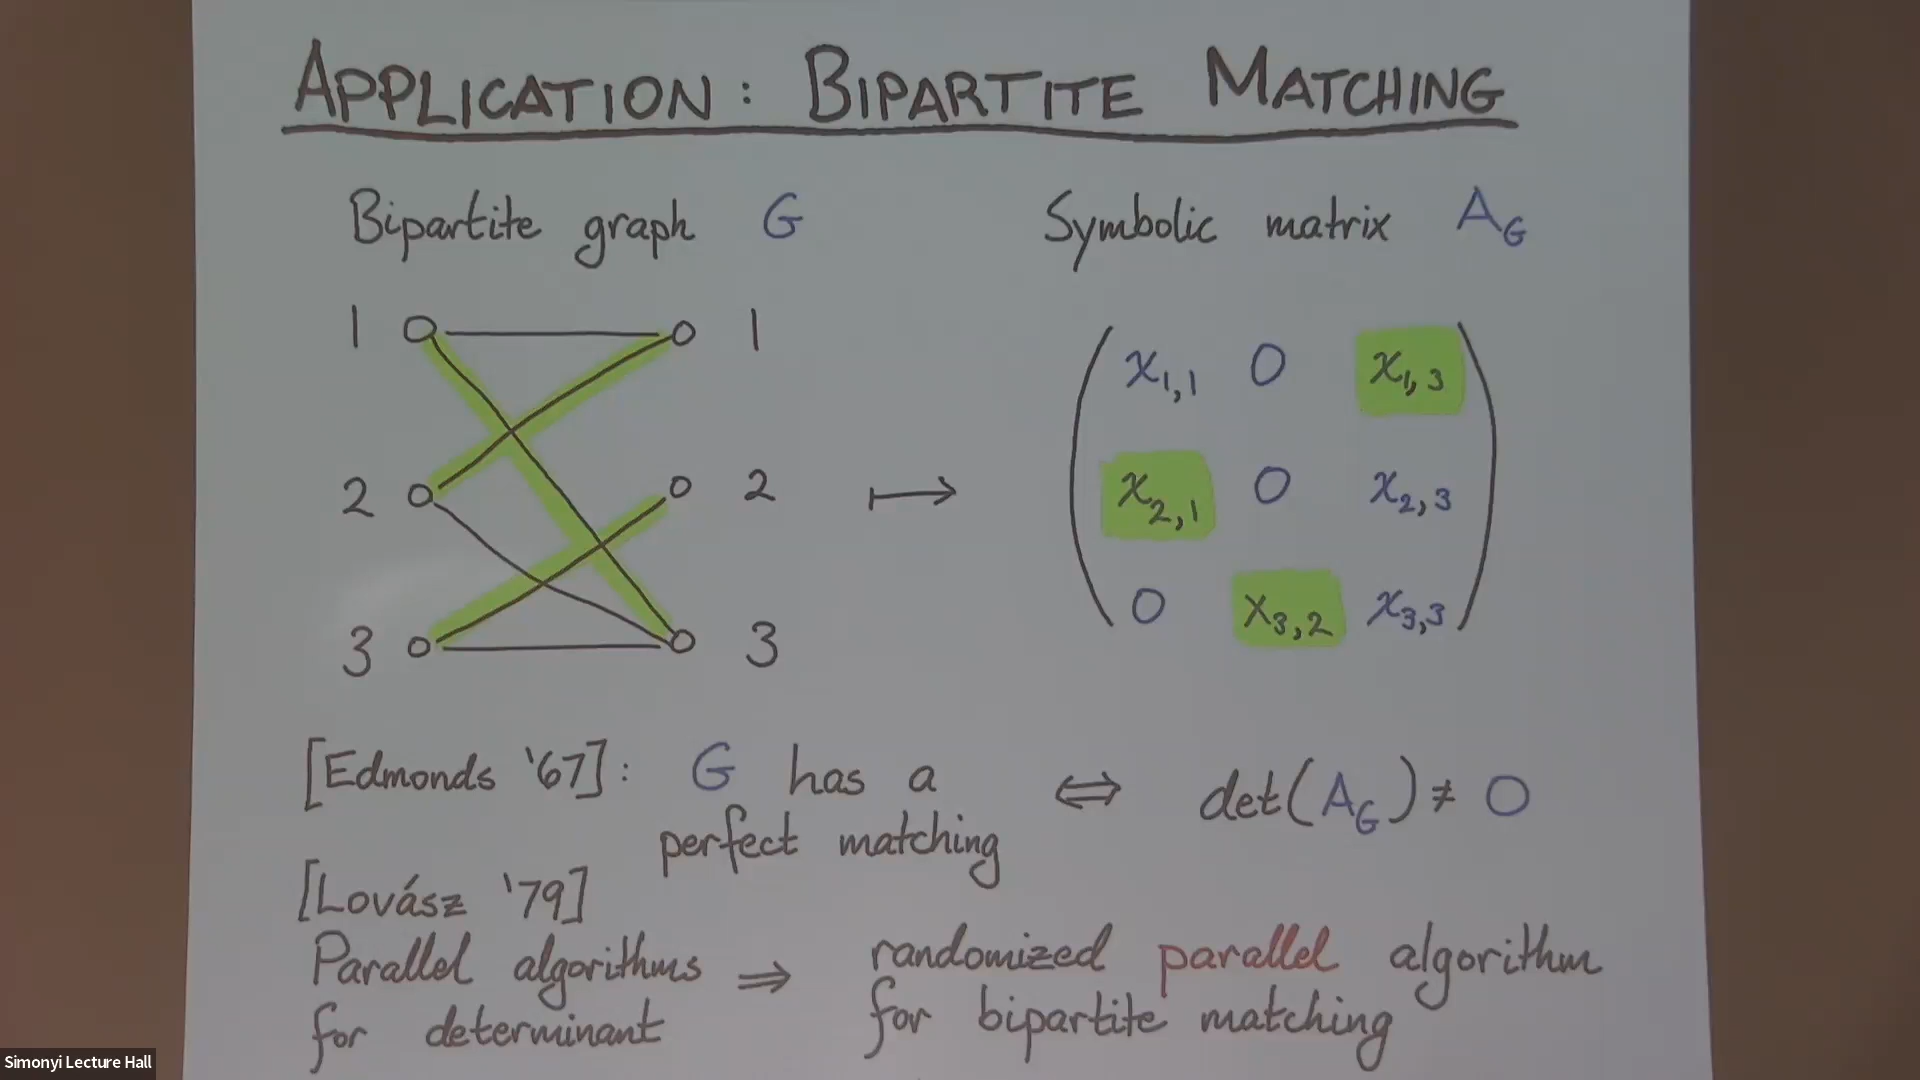 APPLICATION: BIPARTITE MATCHING
Bipartite graph G
Symbolic matrix A_G
1 1
2 2
3 3
x_{1,1} 0 x_{1,3}
x_{2,1} 0 x_{2,3}
0 x_{3,2} x_{3,3}
[Edmonds '67]: G has a perfect matching ⇔ det(A_G) ≠ 0
[Lovász '79]
Parallel algorithms for determinant ⇒ randomized parallel algorithm for bipartite matching
Simonyi Lecture Hall